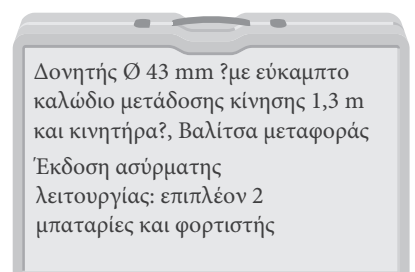 Δονητής Ø 43 mm ?με εύκαμπτο
καλώδιο μετάδοσης κίνησης 1,3 m
και κινητήρα?, Βαλίτσα μεταφοράς
Έκδοση ασύρματης
λειτουργίας: επιπλέον 2
μπαταρίες και φορτιστής